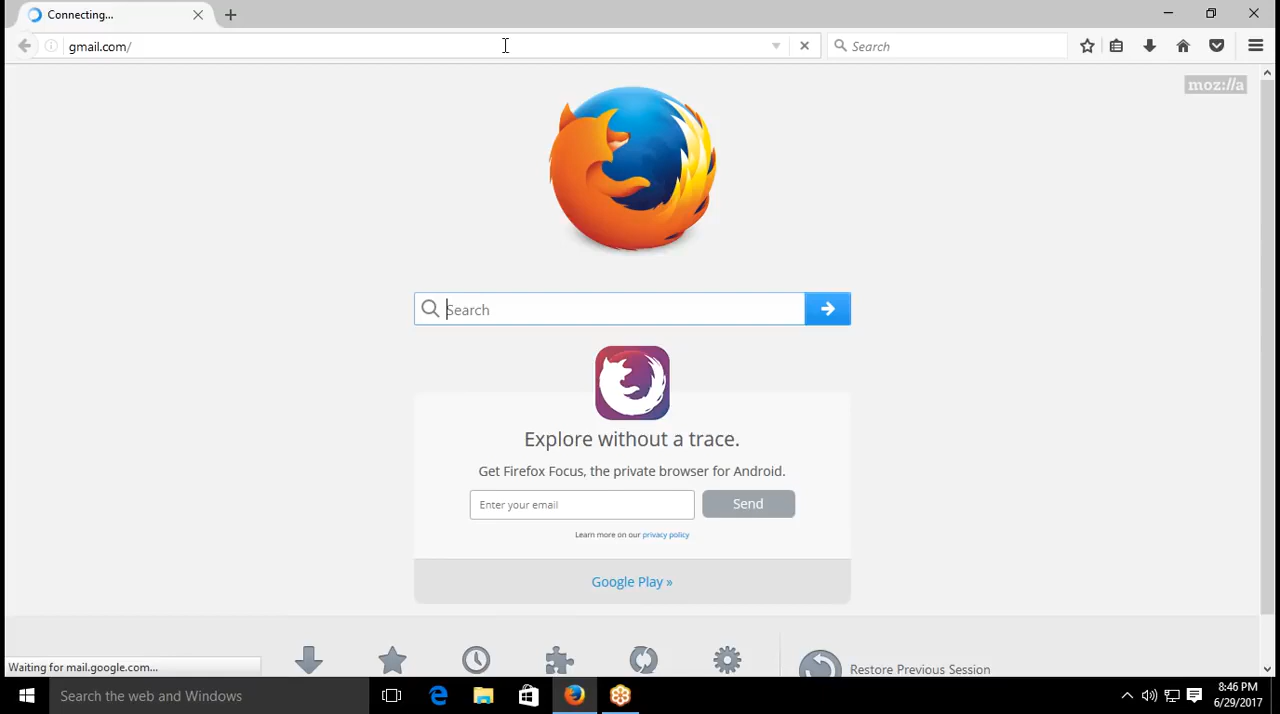 Connecting...
gmail.com/
Search
moz://a
Search
Explore without a trace.
Get Firefox Focus, the private browser for Android.
Enter your email
Send
Learn more on our privacy policy
Google Play »
Restore Previous Session
Waiting for mail.google.com...
Search the web and Windows
8:46 PM
6/29/2017